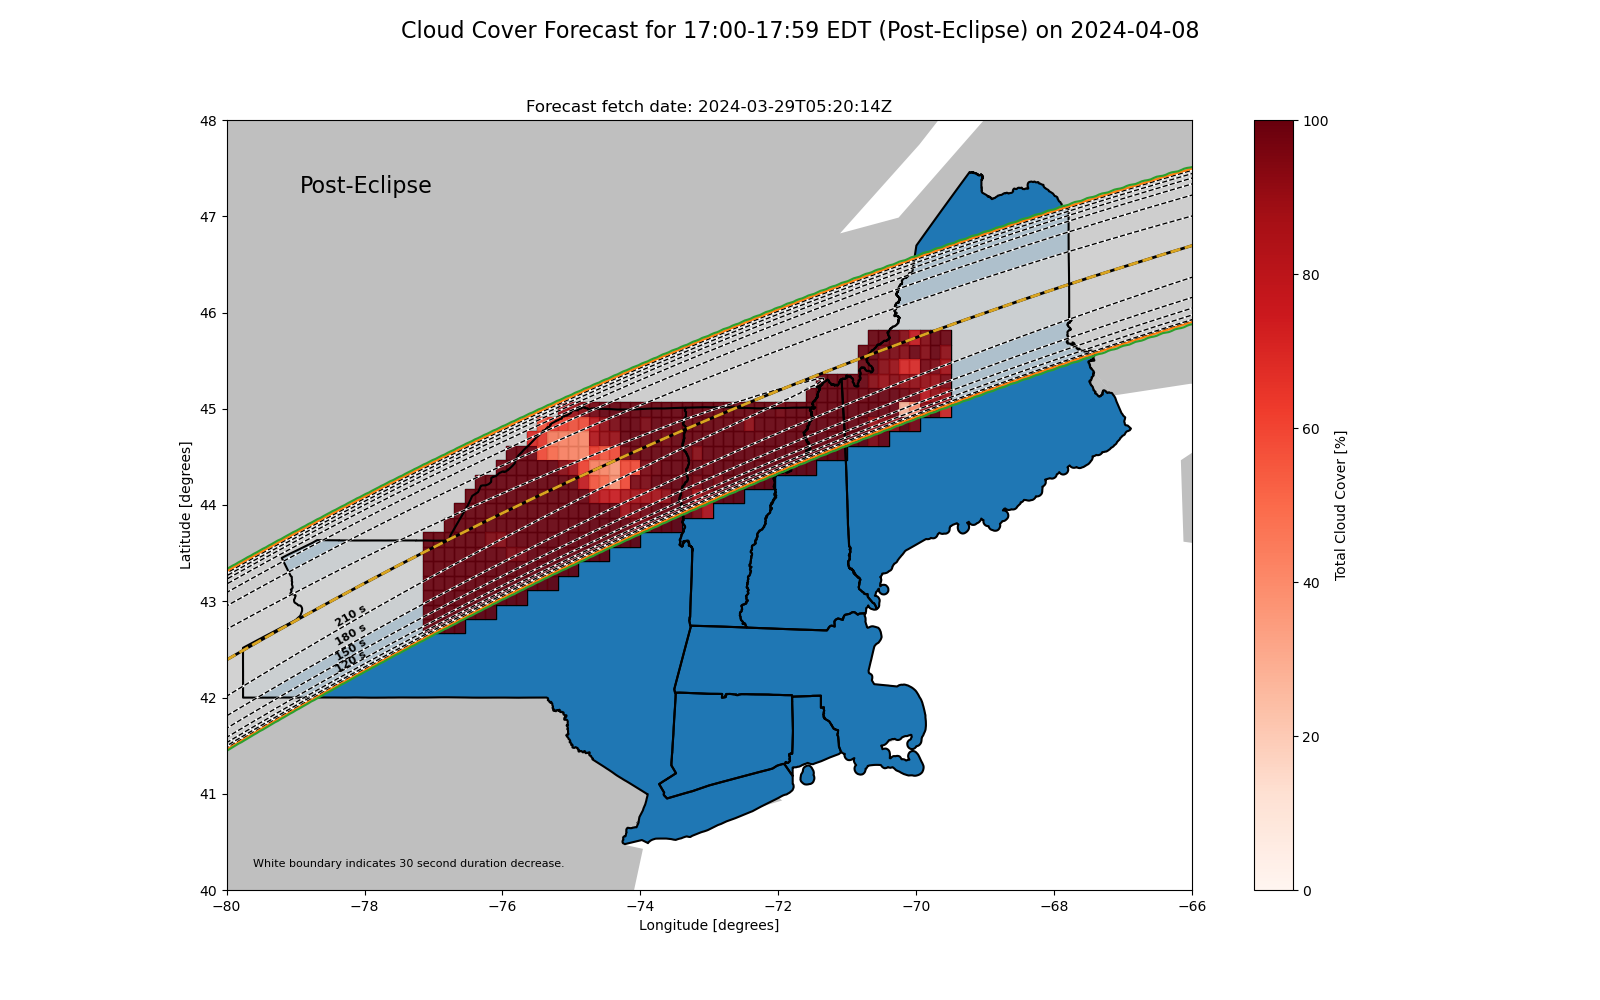 Cloud Cover Forecast for 17:00-17:59 EDT (Post-Eclipse) on 2024-04-08
Forecast fetch date: 2024-03-29T05:20:14Z
Post-Eclipse
210 s
180 s
150 s
120 s
White boundary indicates 30 second duration decrease.
48
47
46
45
44
43
42
41
40
Latitude [degrees]
−80
−78
−76
−74
−72
−70
−68
−66
Longitude [degrees]
100
80
60
40
20
0
Total Cloud Cover [%]